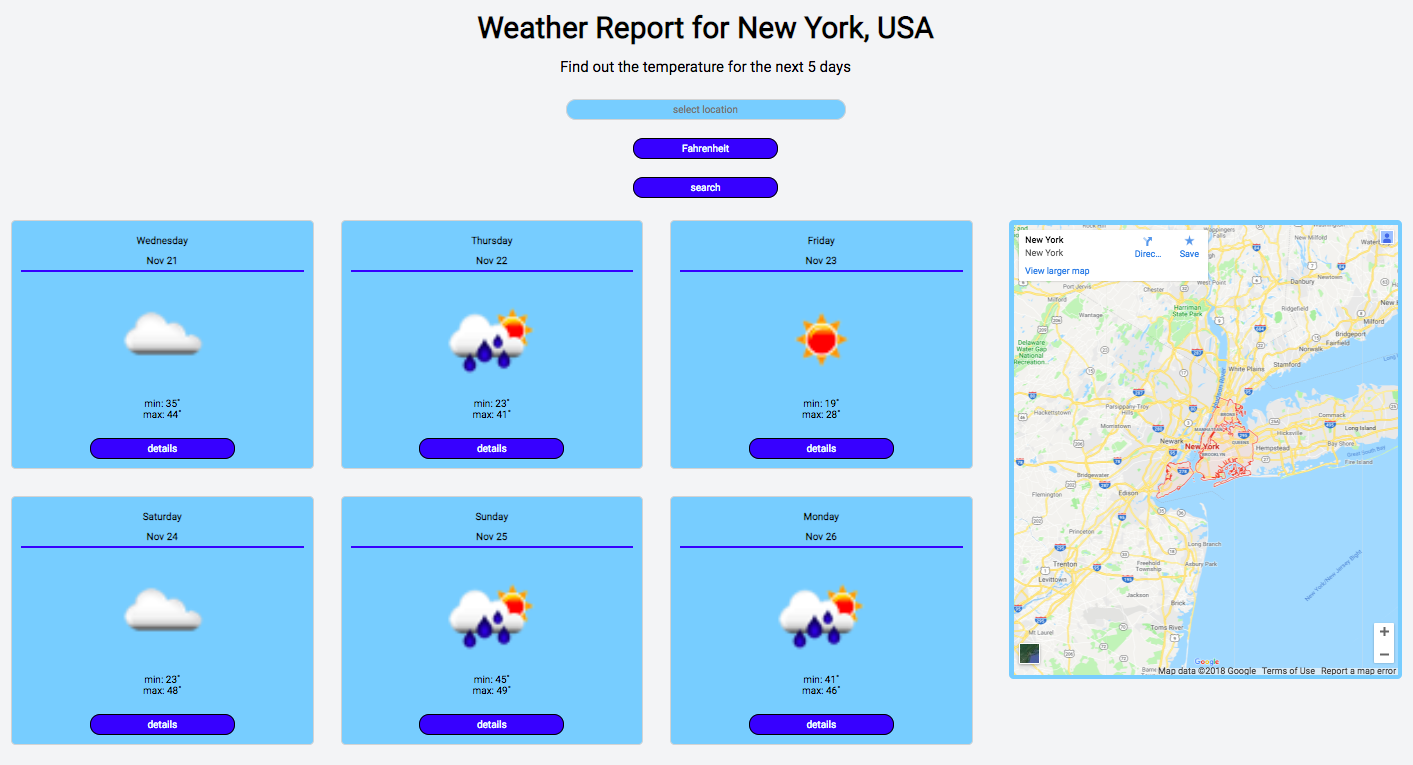 Weather Report for New York, USA
Find out the temperature for the next 5 days
select location
Fahrenheit
search
Wednesday
Nov 21
min: 35°
max: 44°
details
Thursday
Nov 22
min: 23°
max: 41°
details
Friday
Nov 23
min: 19°
max: 28°
details
Saturday
Nov 24
min: 23°
max: 48°
details
Sunday
Nov 25
min: 45°
max: 49°
details
Monday
Nov 26
min: 41°
max: 46°
details
New York
New York
Direc...
Save
View larger map
New Milford
Danbury
Newtown
Port Jervis
Chester
West Point
Milford
Harriman
State Park
Ridgefield
Wantage
Milford
Bridgeport
Fairfield
Norwalk
Delaware
Water Gap
National
Recreation...
Stamford
White Plains
Hudson River
Hackettstown
Parsippany-Troy
Hills
BRONX
Commack
Morristown
MANHATTAN
Hicksville
Long Island
Newark
New York
QUEENS
Bay Shore
BROOKLYN
Hempstead
Great South Bay
Fire Island
Bridgewater
Flemington
Edison
Princeton
Long Branch
Trenton
Freehold
Township
Asbury Park
Levittown
New York/New Jersey Bight
Jackson
Brick
Mt Laurel
Toms River
Google
Map data ©2018 Google
Terms of Use
Report a map error